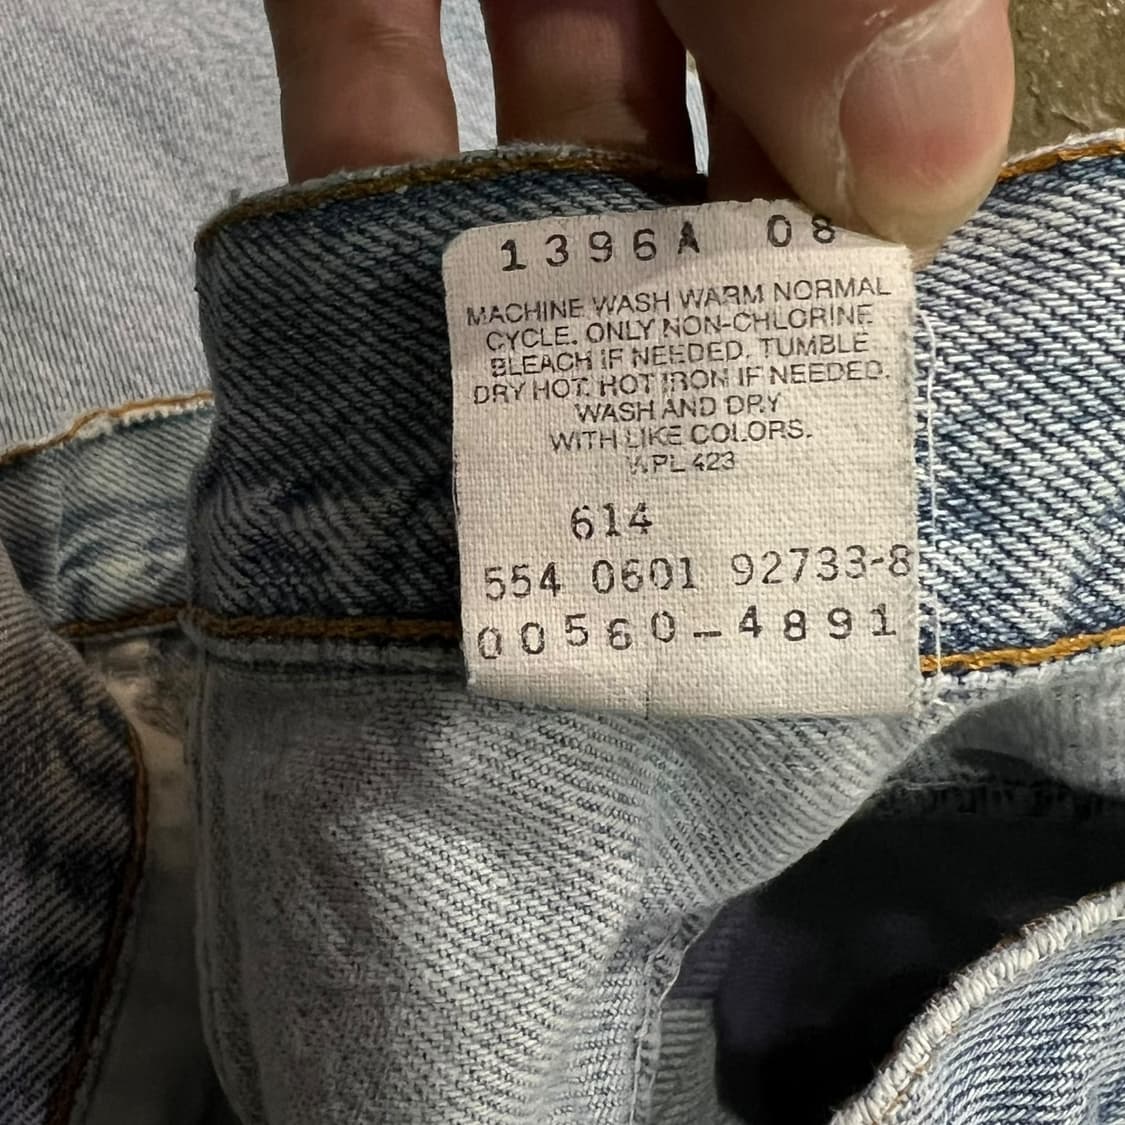 1396A 08
MACHINE WASH WARM NORMAL
CYCLE. ONLY NON-CHLORINE
BLEACH IF NEEDED. TUMBLE
DRY HOT. HOT IRON IF NEEDED.
WASH AND DRY
WITH LIKE COLORS.
WPL 423
614
554 0601 92733-8
00560-4891